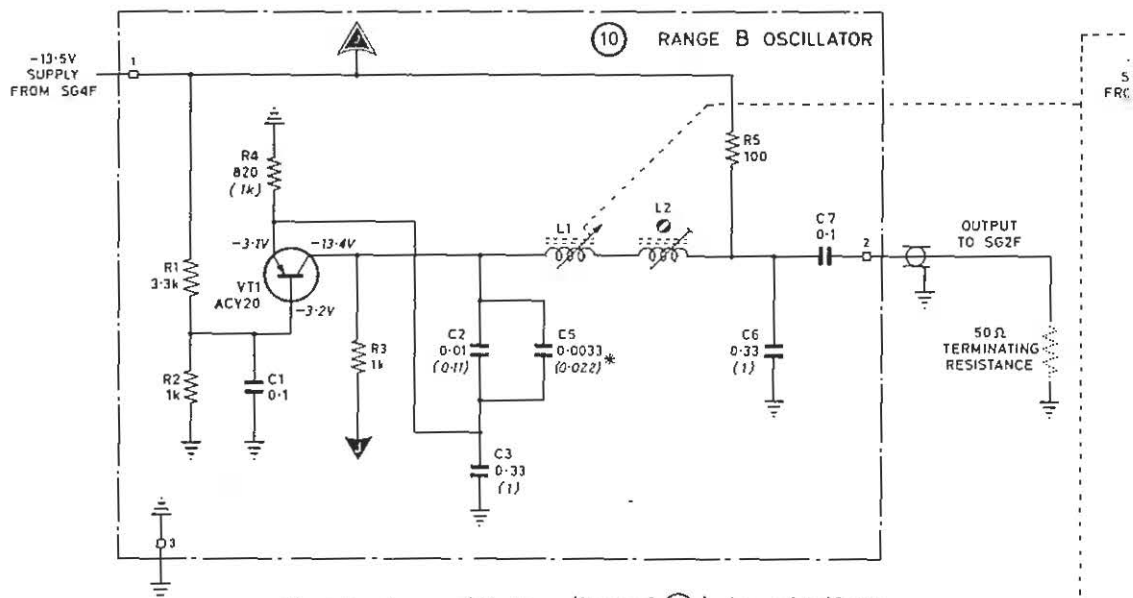 10 RANGE B OSCILLATOR
-13·5V
SUPPLY
FROM SG4F
1
J
R4
820
(1k)
R5
100
L1
L2
C7
0·1
2
OUTPUT
TO SG2F
-3·1V
-13·4V
R1
3·3k
VT1
ACY20
-3·2V
R2
1k
C1
0·1
R3
1k
J
C2
0·01
(0·11)
C5
0·0033
(0·022)*
C6
0·33
(1)
50Ω
TERMINATING
RESISTANCE
C3
0·33
(1)
3